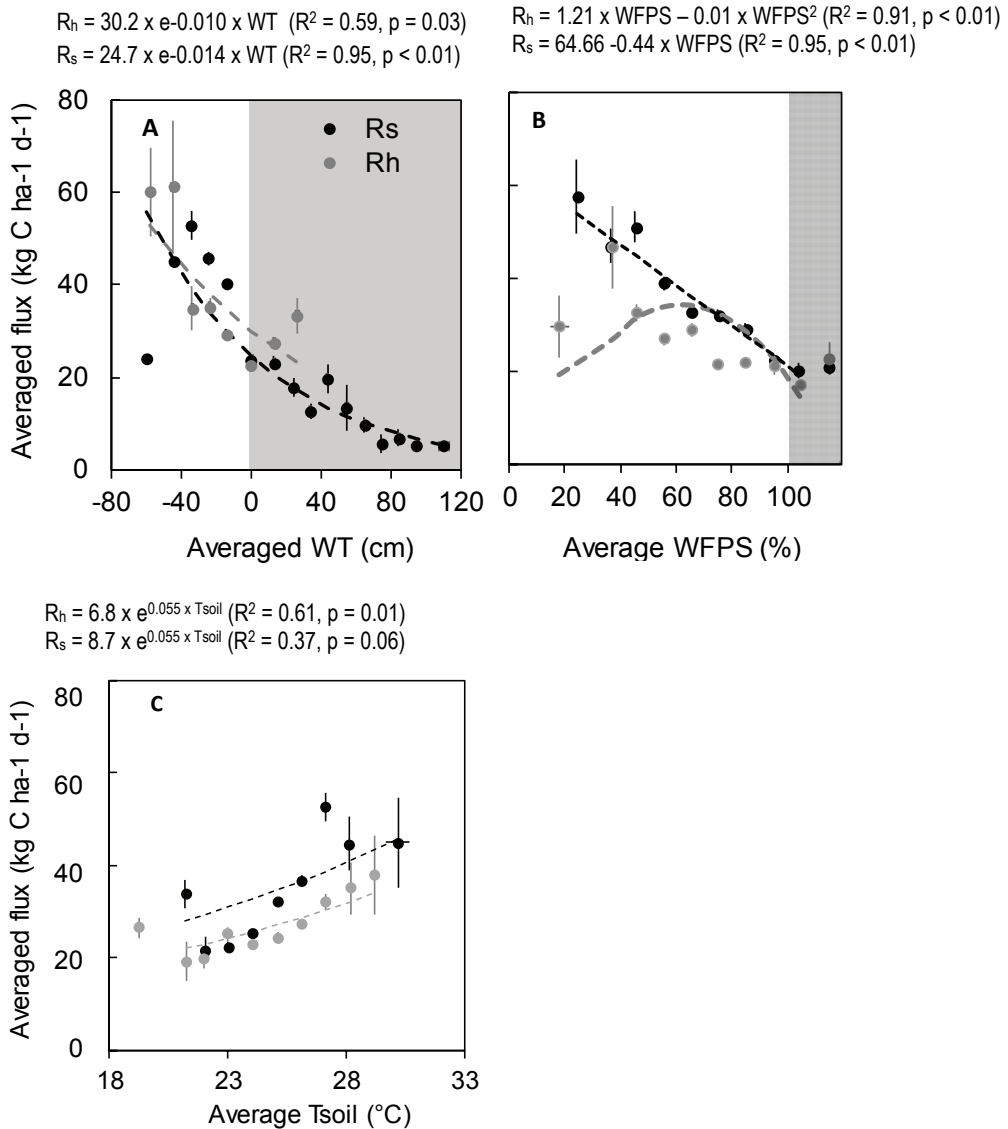 Rh = 30.2 x e-0.010 x WT (R² = 0.59, p = 0.03)
Rs = 24.7 x e-0.014 x WT (R² = 0.95, p < 0.01)
Rh = 1.21 x WFPS – 0.01 x WFPS² (R² = 0.91, p < 0.01)
Rs = 64.66 -0.44 x WFPS (R² = 0.95, p < 0.01)
Averaged flux (kg C ha-1 d-1)
80
60
40
20
0
A
Rs
Rh
-80 -40 0 40 80 120
Averaged WT (cm)
B
0 20 40 60 80 100
Average WFPS (%)
Rh = 6.8 x e^0.055 x Tsoil (R² = 0.61, p = 0.01)
Rs = 8.7 x e^0.055 x Tsoil (R² = 0.37, p = 0.06)
Averaged flux (kg C ha-1 d-1)
80
60
40
20
0
C
18 23 28 33
Average Tsoil (°C)